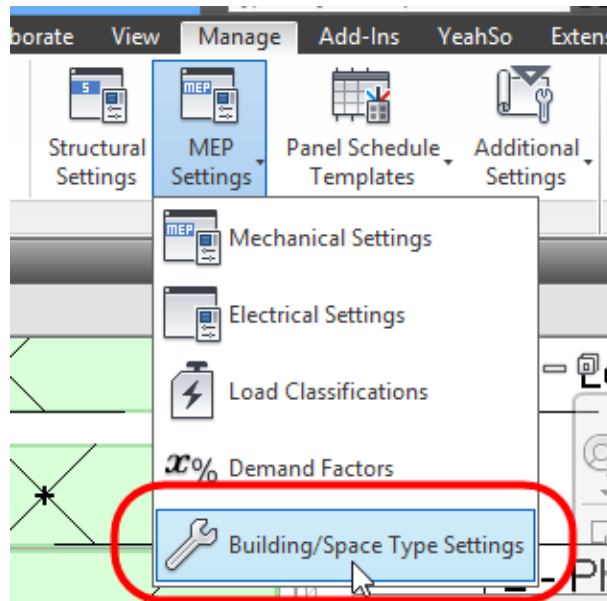 borate View Manage Add-Ins YeahSo Extens
S MEP
Structural MEP Panel Schedule Additional
Settings Settings Templates Settings
MEP Mechanical Settings
Electrical Settings
Load Classifications
x% Demand Factors
Building/Space Type Settings
- Ph